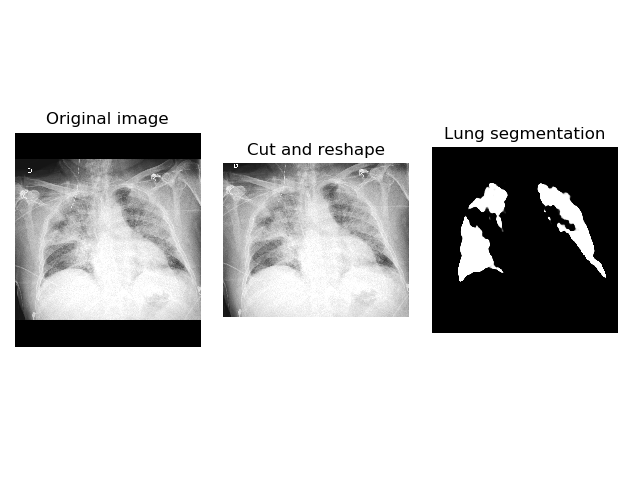 Original image
Cut and reshape
Lung segmentation